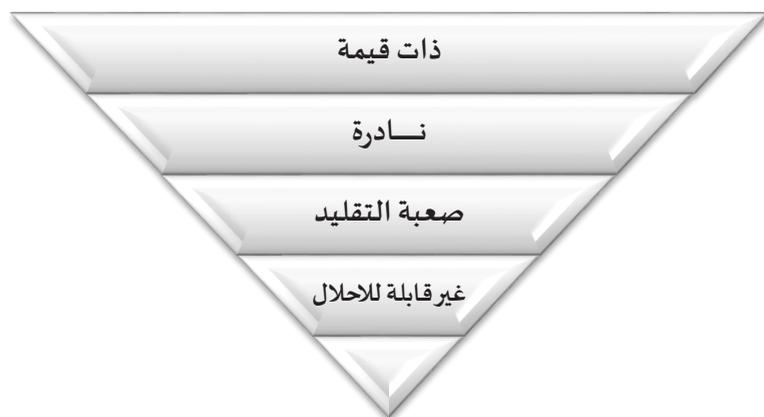 ذات قيمة
نـــادرة
صعبة التقليد
غير قابلة للاحلال